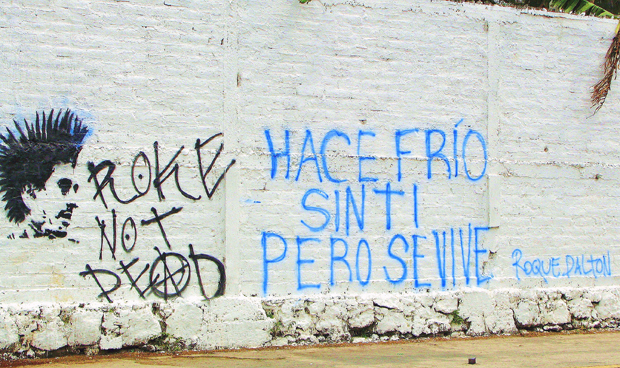 ROKE
NOT
DEAD
HACE FRÍO
SIN TI
PERO SE VIVE
ROQUE DALTON